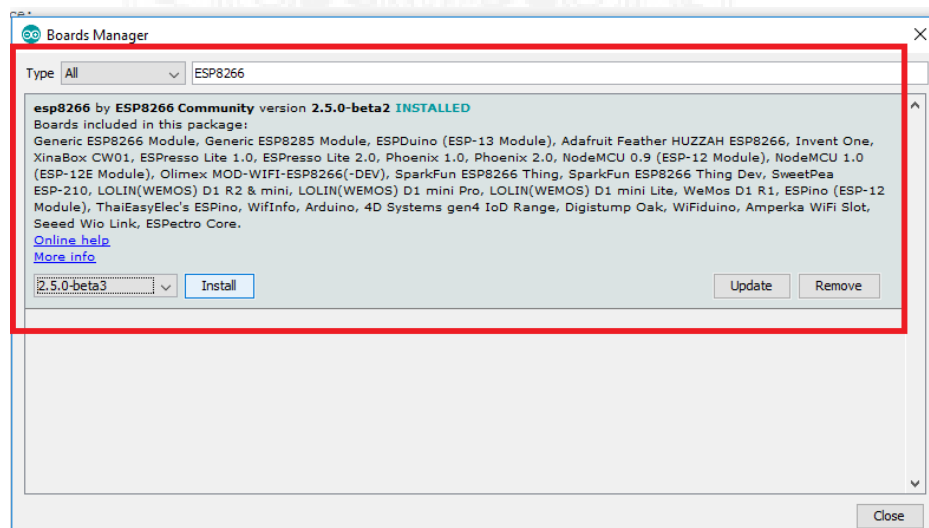 Boards Manager
Type All ESP8266
esp8266 by ESP8266 Community version 2.5.0-beta2 INSTALLED
Boards included in this package:
Generic ESP8266 Module, Generic ESP8285 Module, ESPDuino (ESP-13 Module), Adafruit Feather HUZZAH ESP8266, Invent One,
XinaBox CW01, ESPresso Lite 1.0, ESPresso Lite 2.0, Phoenix 1.0, Phoenix 2.0, NodeMCU 0.9 (ESP-12 Module), NodeMCU 1.0
(ESP-12E Module), Olimex MOD-WIFI-ESP8266(-DEV), SparkFun ESP8266 Thing, SparkFun ESP8266 Thing Dev, SweetPea
ESP-210, LOLIN(WEMOS) D1 R2 & mini, LOLIN(WEMOS) D1 mini Pro, LOLIN(WEMOS) D1 mini Lite, WeMos D1 R1, ESPino (ESP-12
Module), ThaiEasyElec's ESPino, WifInfo, Arduino, 4D Systems gen4 IoD Range, Digistump Oak, WiFiduino, Amperka WiFi Slot,
Seeed Wio Link, ESPectro Core.
Online help
More info
2.5.0-beta3 Install Update Remove
Close